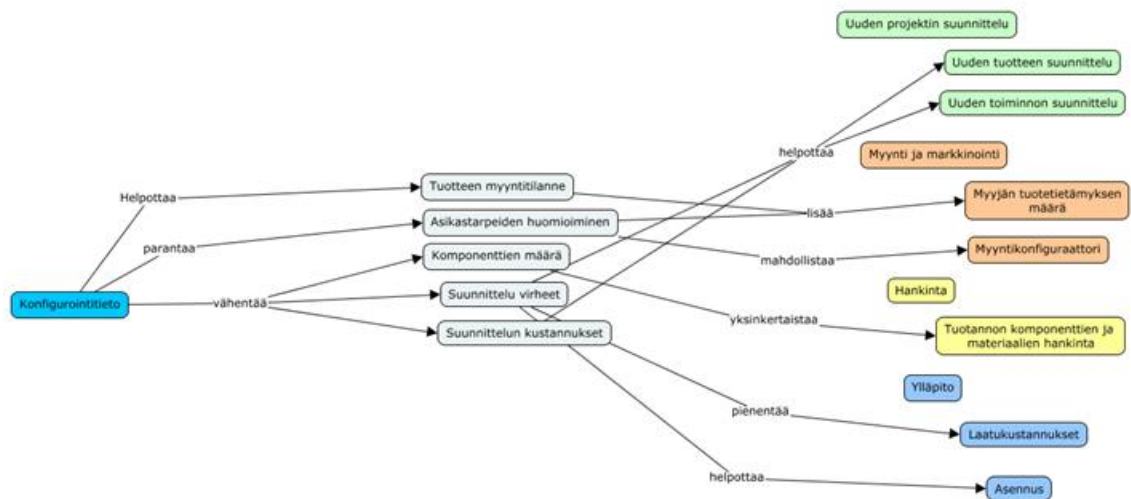 Uuden projektin suunnittelu
Uuden tuotteen suunnittelu
Uuden toiminnon suunnittelu
helpottaa
Myynti ja markkinointi
Tuotteen myyntitilanne
Helpottaa
Myyjän tuotetietämyksen
määrä
lisää
Asikastarpeiden huomioiminen
parantaa
Myyntikonfiguraattori
Komponenttien määrä
mahdollistaa
Hankinta
Suunnittelu virheet
Konfigurointitieto
vähentää
yksinkertaistaa
Suunnittelun kustannukset
Tuotannon komponenttien ja
materiaalien hankinta
Ylläpito
pienentää
Laatukustannukset
helpottaa
Asennus